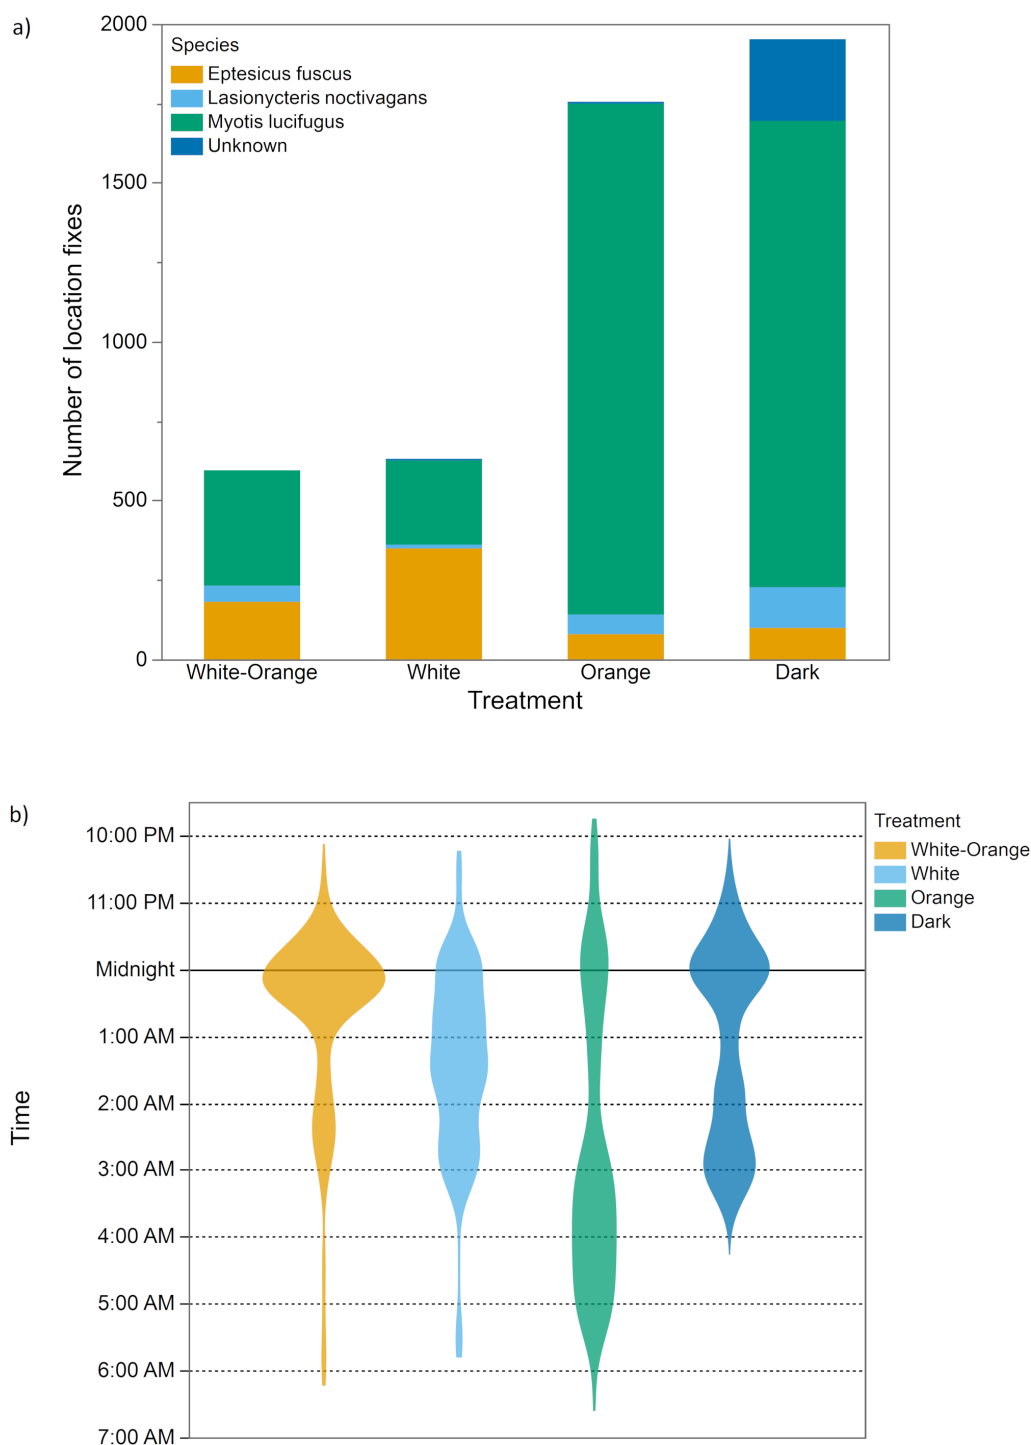 a)
2000
1500
1000
500
0
Number of location fixes
Species
Eptesicus fuscus
Lasionycteris noctivagans
Myotis lucifugus
Unknown
White-Orange
White
Orange
Dark
Treatment
b)
10:00 PM
11:00 PM
Midnight
1:00 AM
2:00 AM
3:00 AM
4:00 AM
5:00 AM
6:00 AM
7:00 AM
Time
Treatment
White-Orange
White
Orange
Dark